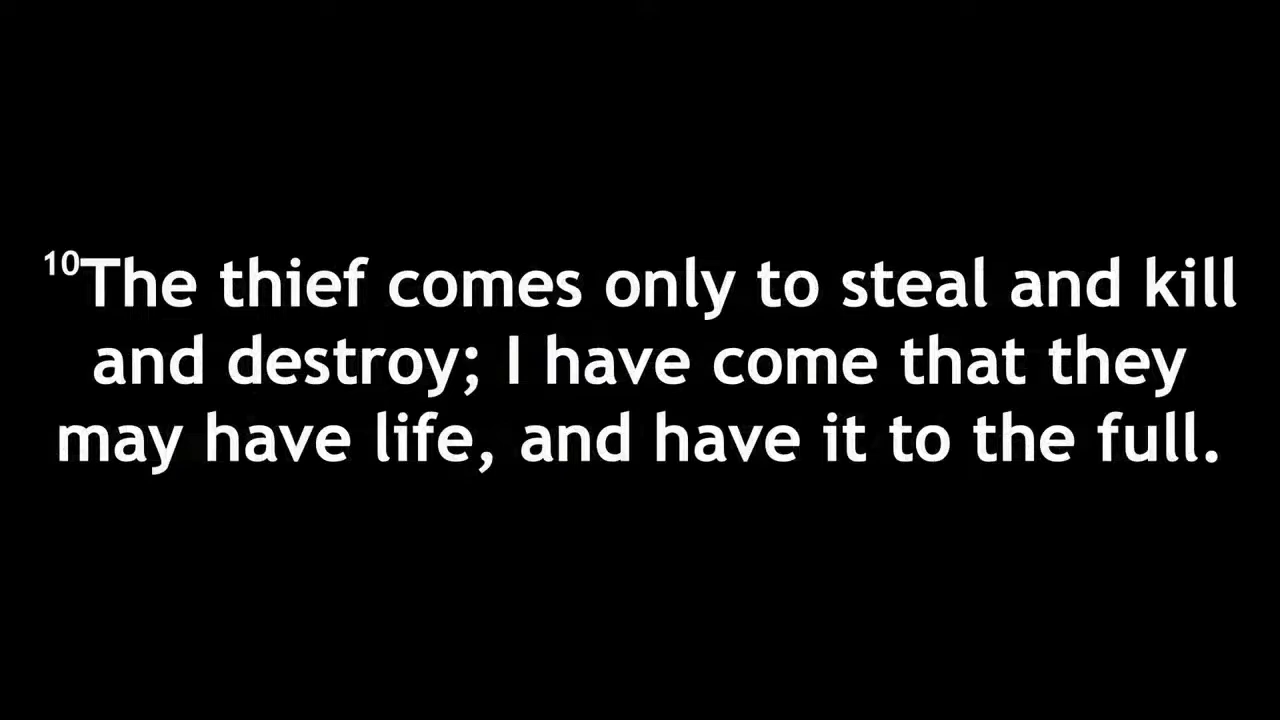 ¹⁰The thief comes only to steal and kill
and destroy; I have come that they
may have life, and have it to the full.